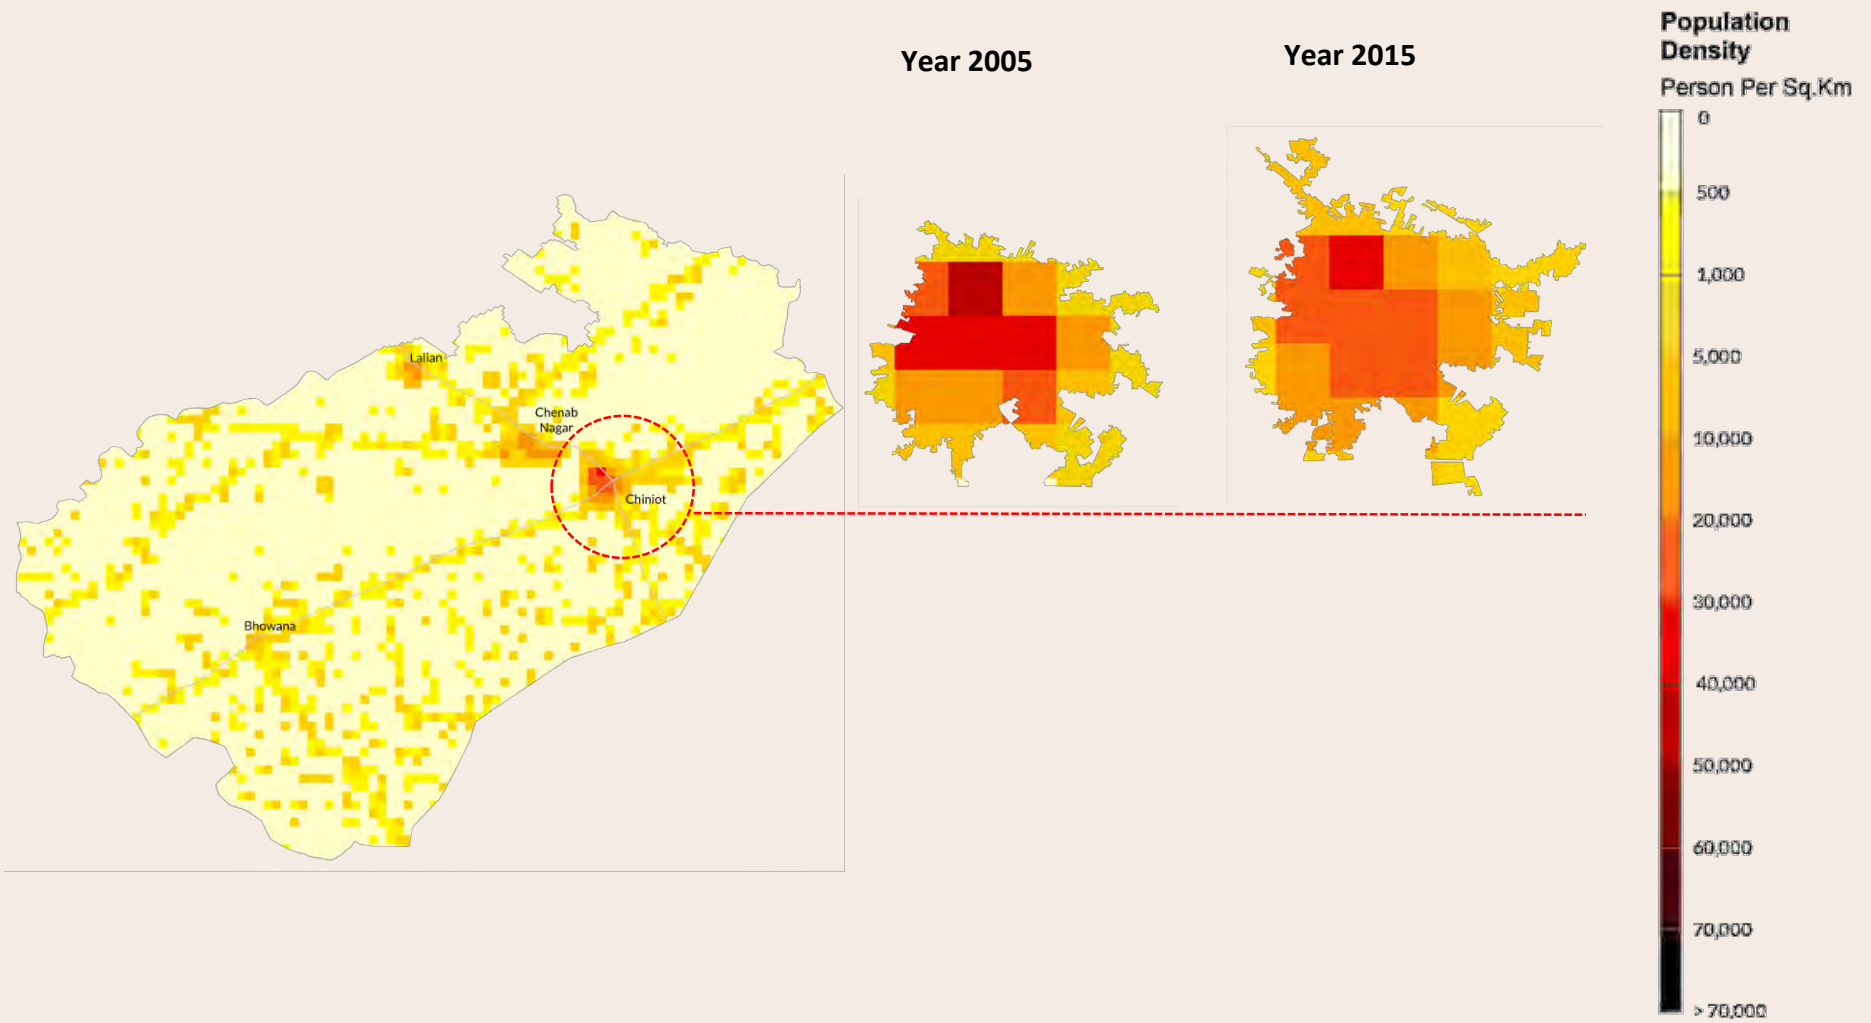 Year 2005
Year 2015
Population
Density
Person Per Sq.Km
0
500
1,000
5,000
10,000
20,000
30,000
40,000
50,000
60,000
70,000
> 70,000
Lalian
Chenab
Nagar
Chiniot
Bhowana